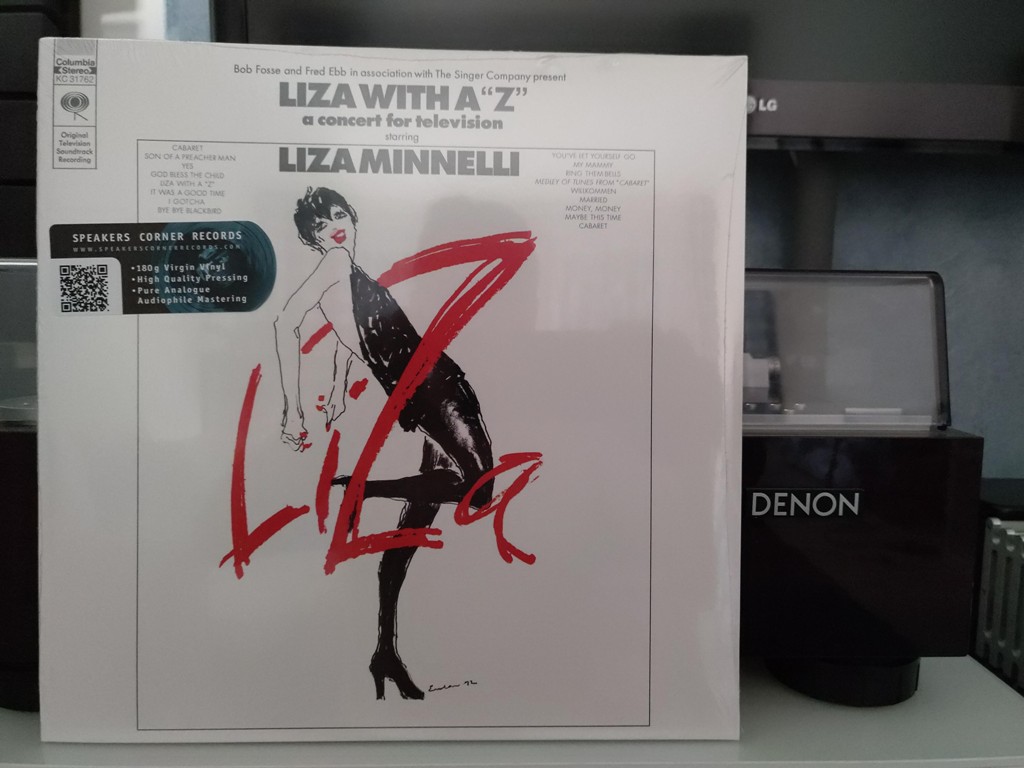 Columbia
Stereo
KC 31762
Original
Television
Soundtrack
Recording
Bob Fosse and Fred Ebb in association with The Singer Company present
LIZA WITH A "Z"
a concert for television
starring
LIZA MINNELLI
CABARET
SON OF A PREACHER MAN
YES
GOD BLESS THE CHILD
LIZA WITH A "Z"
IT WAS A GOOD TIME
I GOTCHA
BYE BYE BLACKBIRD
YOU'VE LET YOURSELF GO
MY MAMMY
RING THEM BELLS
MEDLEY OF TUNES FROM "CABARET"
WILLKOMMEN
MARRIED
MONEY, MONEY
MAYBE THIS TIME
CABARET
SPEAKERS CORNER RECORDS
WWW.SPEAKERSCORNERRECORDS.COM
•180g Virgin Vinyl
•High Quality Pressing
•Pure Analogue
Audiophile Mastering
LiZa
LG
DENON